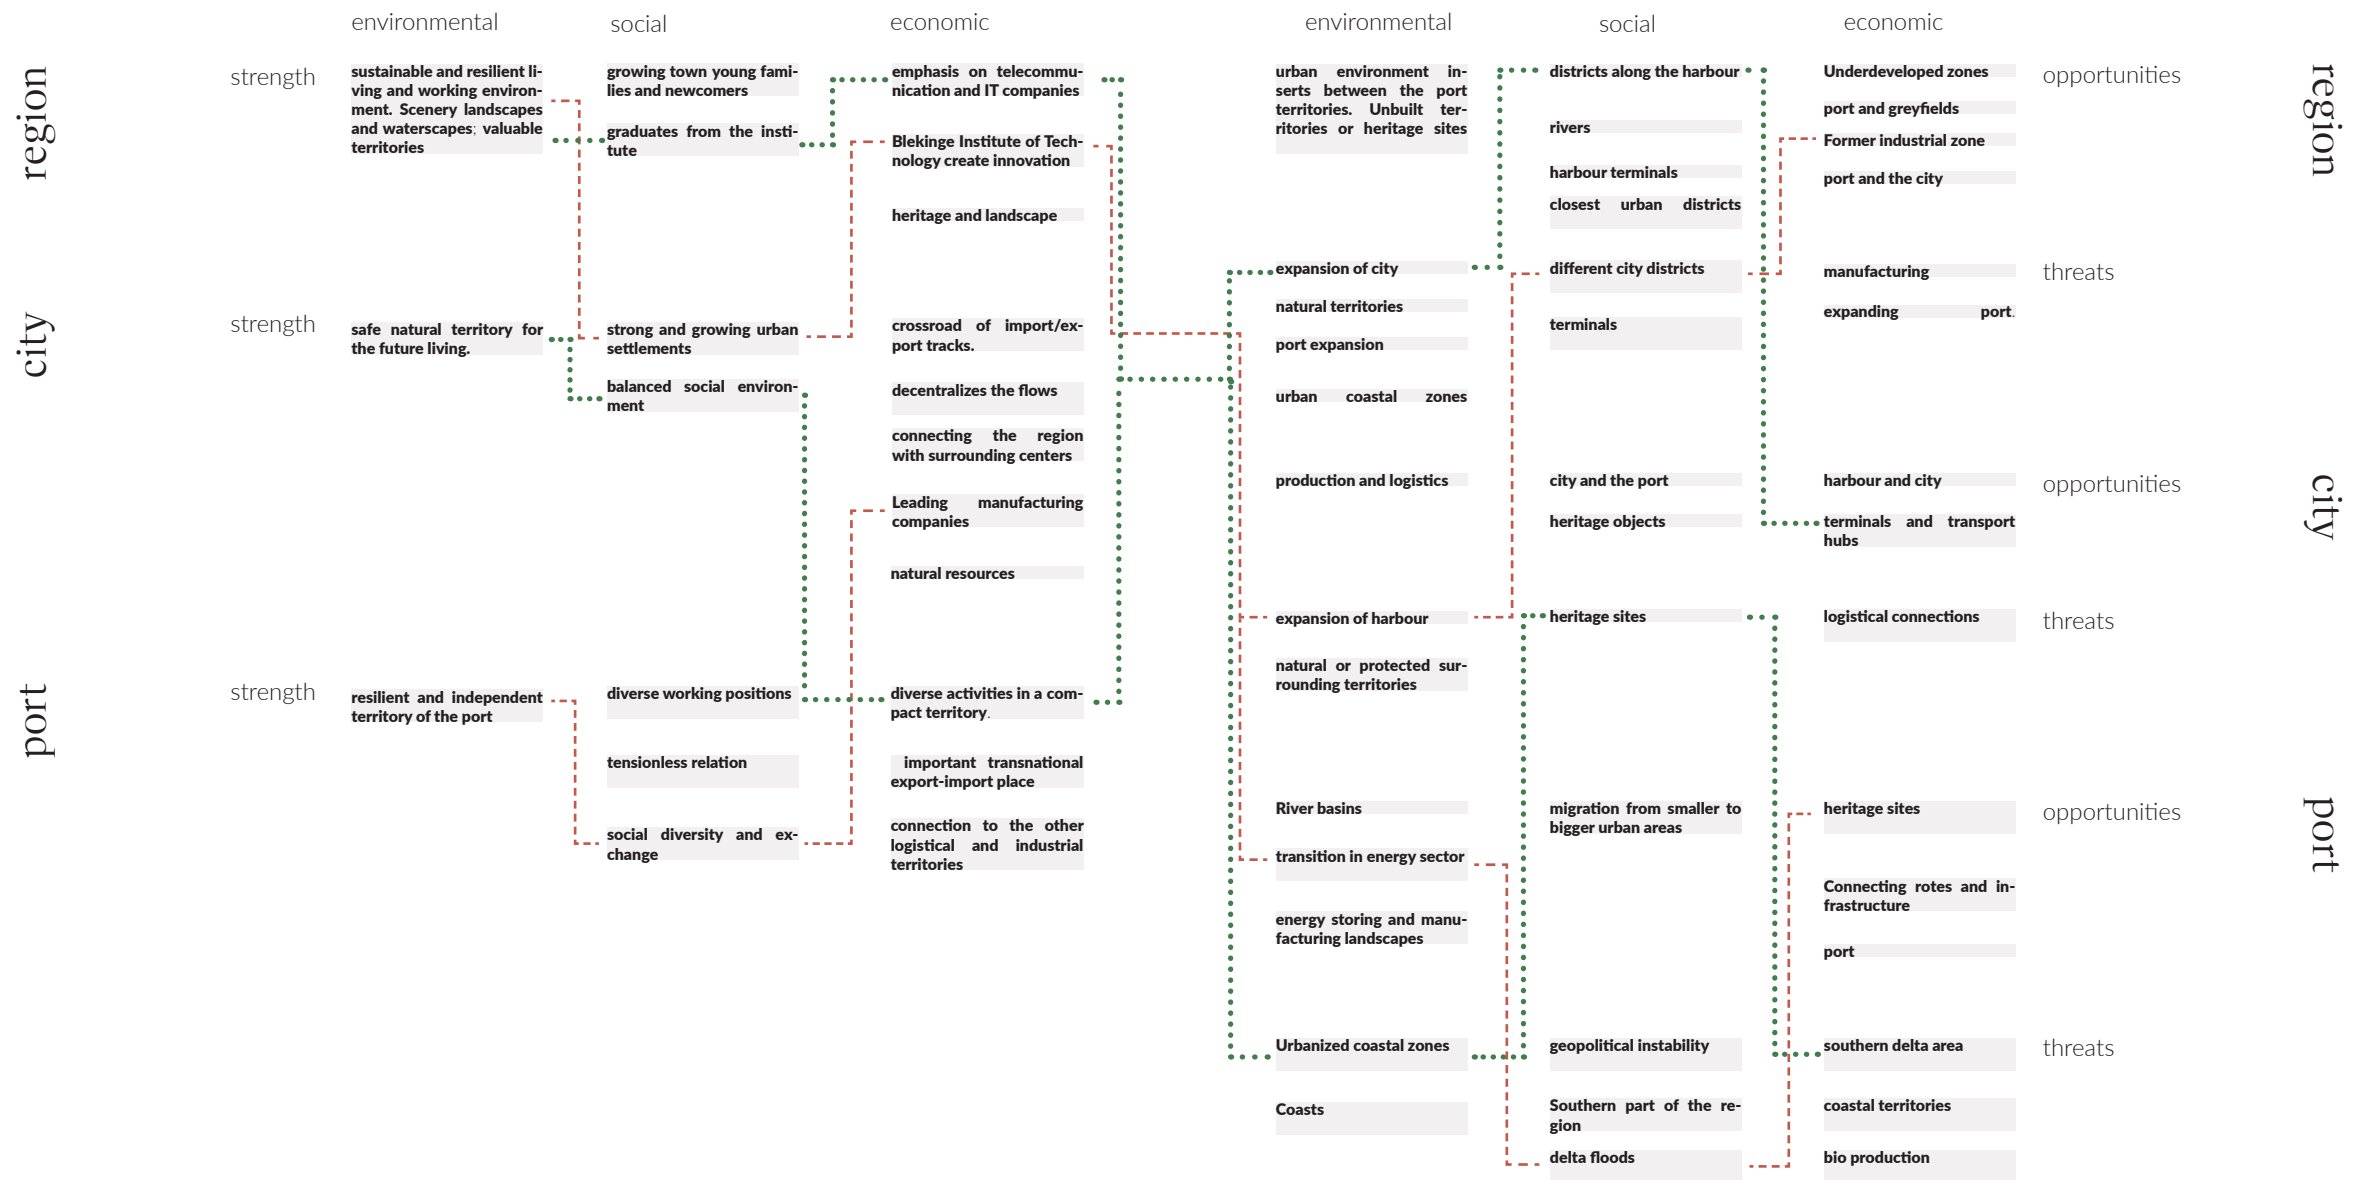 environmental
social
economic
environmental
social
economic
region
strength
sustainable and resilient li-
ving and working environ-
ment. Scenery landscapes
and waterscapes; valuable
territories
growing town young fami-
lies and newcomers
graduates from the insti-
tute
emphasis on telecommu-
nication and IT companies
Blekinge Institute of Tech-
nology create innovation
heritage and landscape
city
strength
safe natural territory for
the future living.
strong and growing urban
settlements
balanced social environ-
ment
crossroad of import/ex-
port tracks.
decentralizes the flows
connecting the region
with surrounding centers
Leading manufacturing
companies
natural resources
port
strength
resilient and independent
territory of the port
diverse working positions
tensionless relation
social diversity and ex-
change
diverse activities in a com-
pact territory.
important transnational
export-import place
connection to the other
logistical and industrial
territories
urban environment in-
serts between the port
territories. Unbuilt ter-
ritories or heritage sites
districts along the harbour
rivers
harbour terminals
closest urban districts
Underdeveloped zones
port and greyfields
Former industrial zone
port and the city
opportunities
region
expansion of city
natural territories
port expansion
urban coastal zones
different city districts
terminals
manufacturing
expanding port.
threats
production and logistics
city and the port
heritage objects
harbour and city
terminals and transport
hubs
opportunities
city
expansion of harbour
natural or protected sur-
rounding territories
heritage sites
logistical connections
threats
River basins
transition in energy sector
energy storing and manu-
facturing landscapes
migration from smaller to
bigger urban areas
heritage sites
Connecting rotes and in-
frastructure
port
opportunities
port
Urbanized coastal zones
Coasts
geopolitical instability
Southern part of the re-
gion
delta floods
southern delta area
coastal territories
bio production
threats